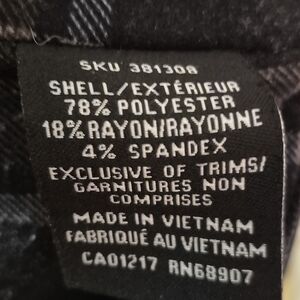 SKU 381308
SHELL/EXTÉRIEUR
78% POLYESTER
18% RAYON/RAYONNE
4% SPANDEX
EXCLUSIVE OF TRIMS/
GARNITURES NON
COMPRISES
MADE IN VIETNAM
FABRIQUÉ AU VIETNAM
CA01217 RN68907